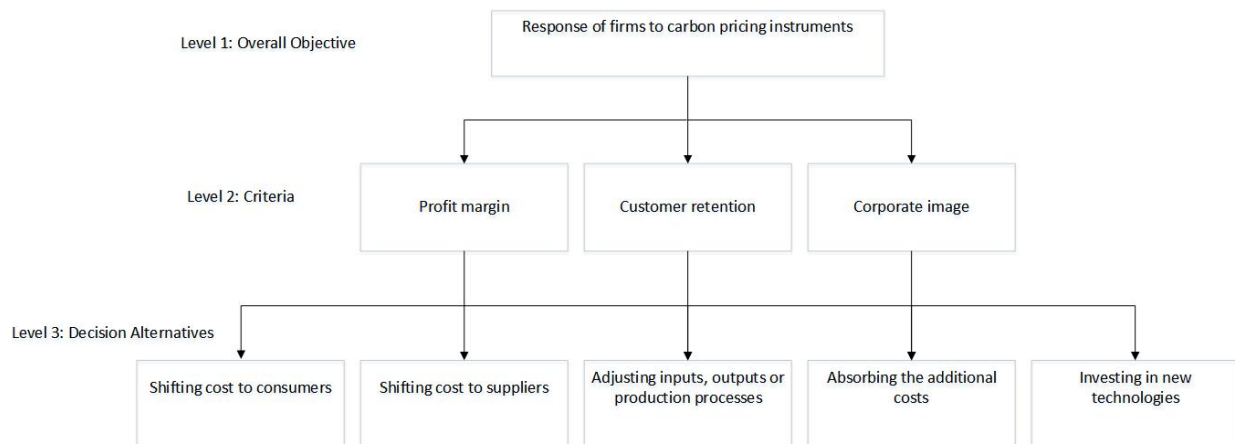 Response of firms to carbon pricing instruments
Level 1: Overall Objective
Level 2: Criteria
Profit margin
Customer retention
Corporate image
Level 3: Decision Alternatives
Shifting cost to consumers
Shifting cost to suppliers
Adjusting inputs, outputs or
production processes
Absorbing the additional
costs
Investing in new
technologies